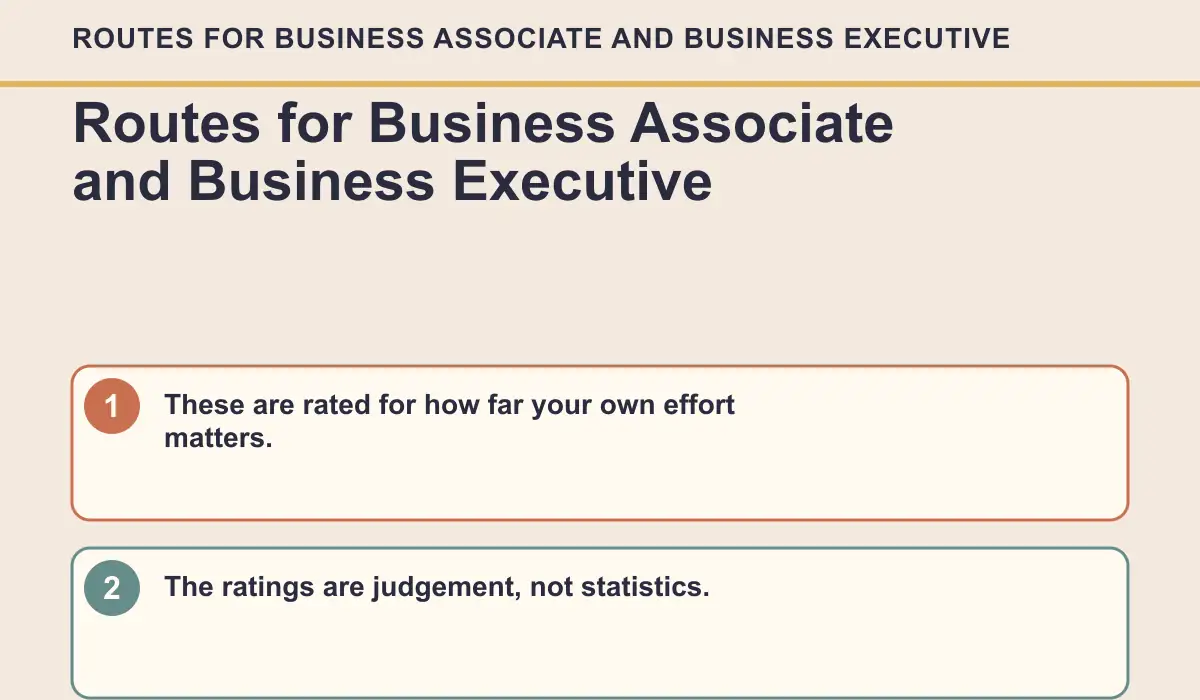 ROUTES FOR BUSINESS ASSOCIATE AND BUSINESS EXECUTIVE
Routes for Business Associate
and Business Executive
1
These are rated for how far your own effort
matters.
2
The ratings are judgement, not statistics.